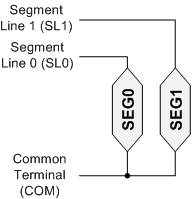 Segment
Line 1 (SL1)
Segment
Line 0 (SL0)
SEG0
SEG1
Common
Terminal
(COM)